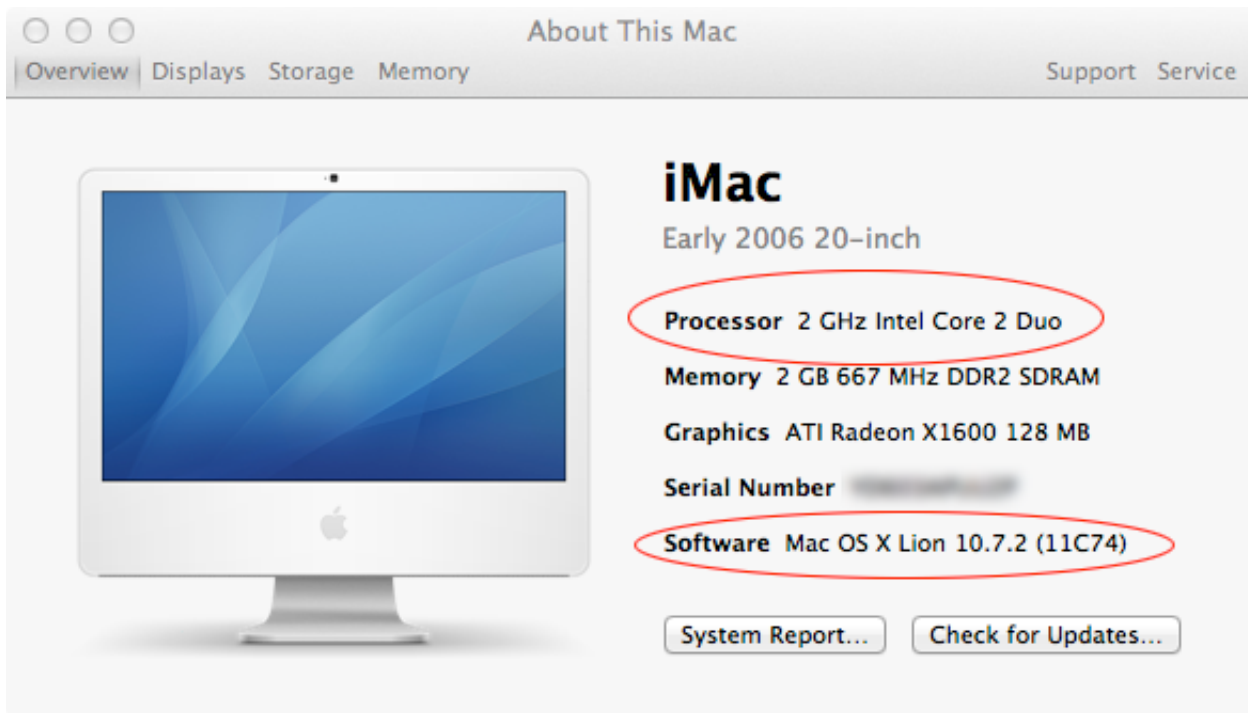 About This Mac
Overview Displays Storage Memory Support Service
iMac
Early 2006 20-inch
Processor 2 GHz Intel Core 2 Duo
Memory 2 GB 667 MHz DDR2 SDRAM
Graphics ATI Radeon X1600 128 MB
Serial Number
Software Mac OS X Lion 10.7.2 (11C74)
System Report... Check for Updates...